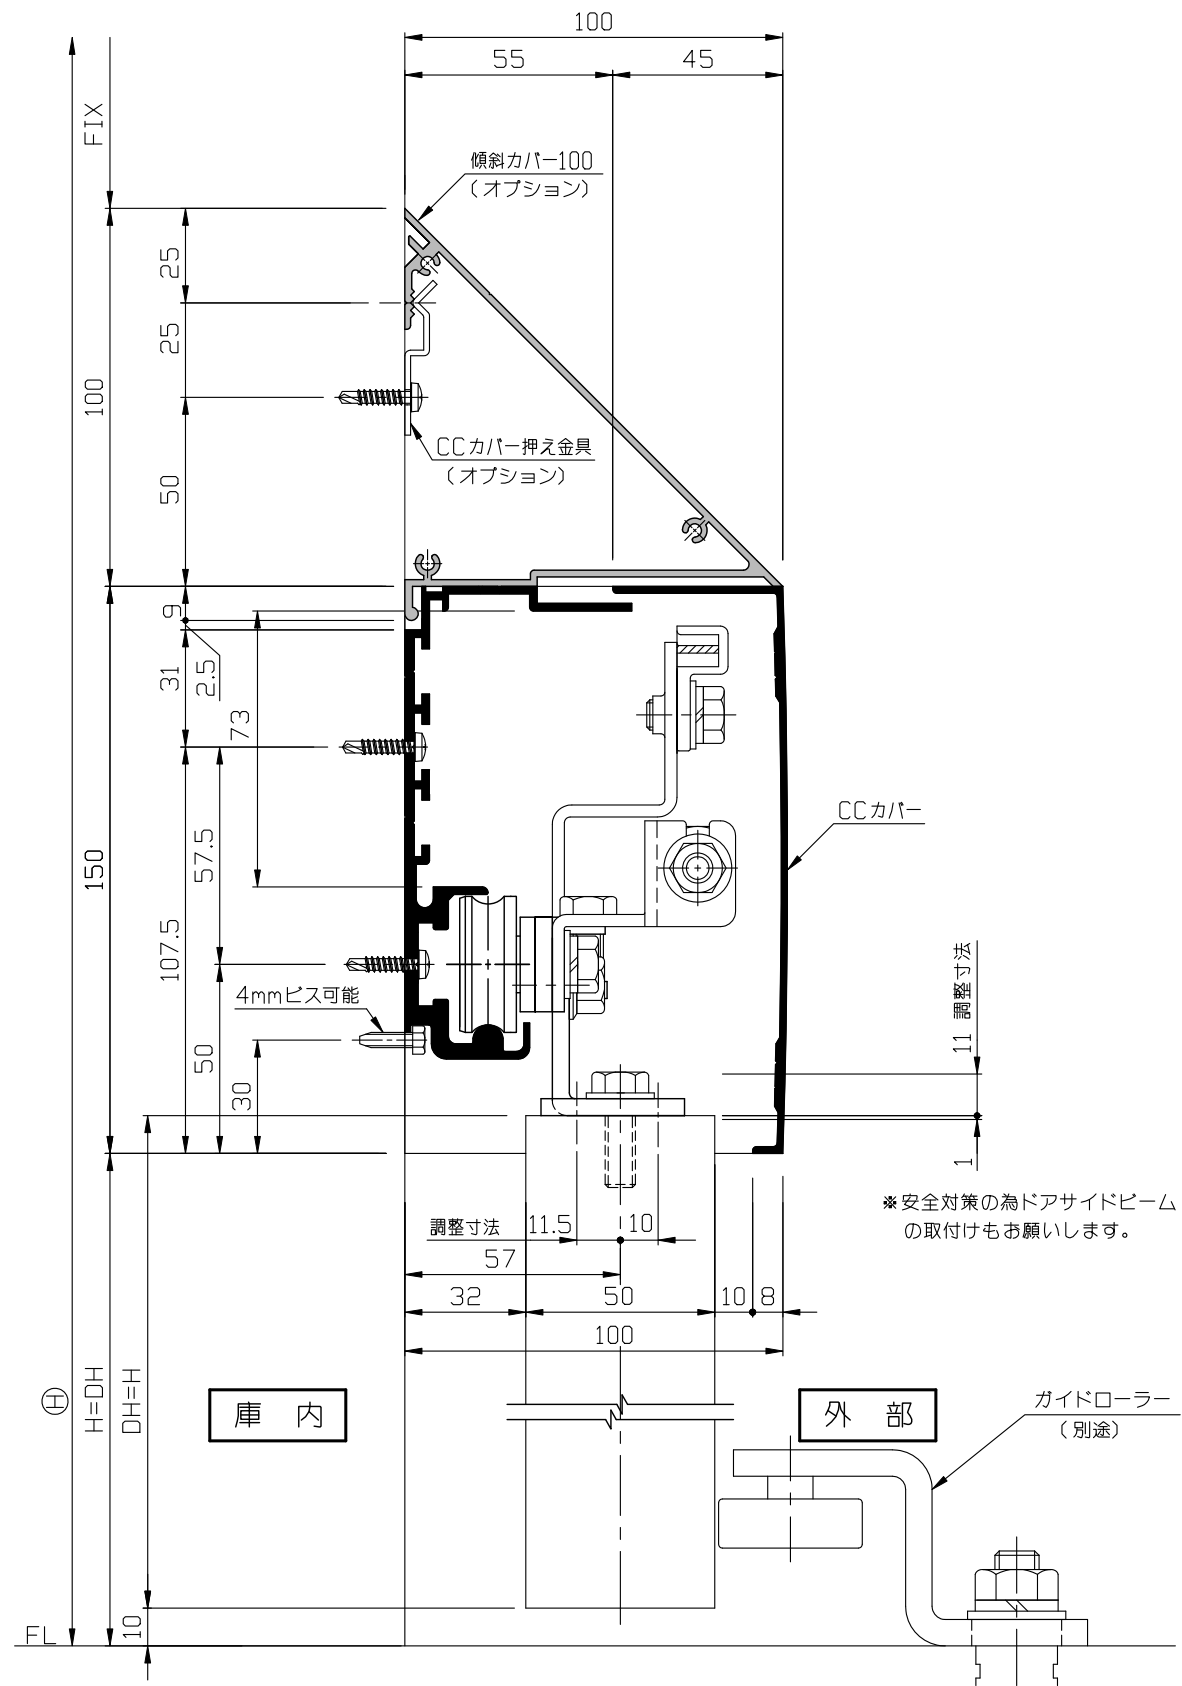 100
55
45
FIX
傾斜カバー100
(オプション)
25
25
100
50
CCカバー押え金具
(オプション)
9
31
2.5
73
CCカバー
150
57.5
107.5
11 調整寸法
4mmビス可能
50
30
1
※安全対策の為ドアサイドビーム
の取付けもお願いします。
調整寸法
11.5
10
57
32
50
10
8
100
H
H=DH
DH=H
庫 内
外 部
ガイドローラー
(別途)
10
FL